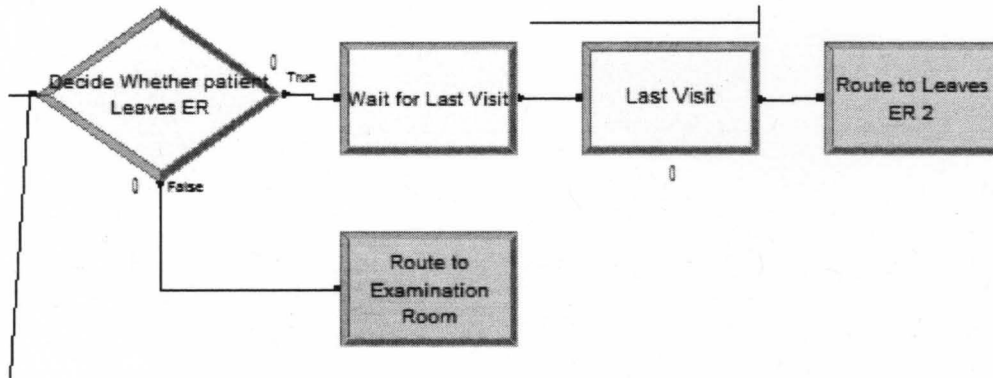 Decide Whether patient
Leaves ER
0
True
0
False
Wait for Last Visit
Last Visit
0
Route to Leaves
ER 2
Route to
Examination
Room